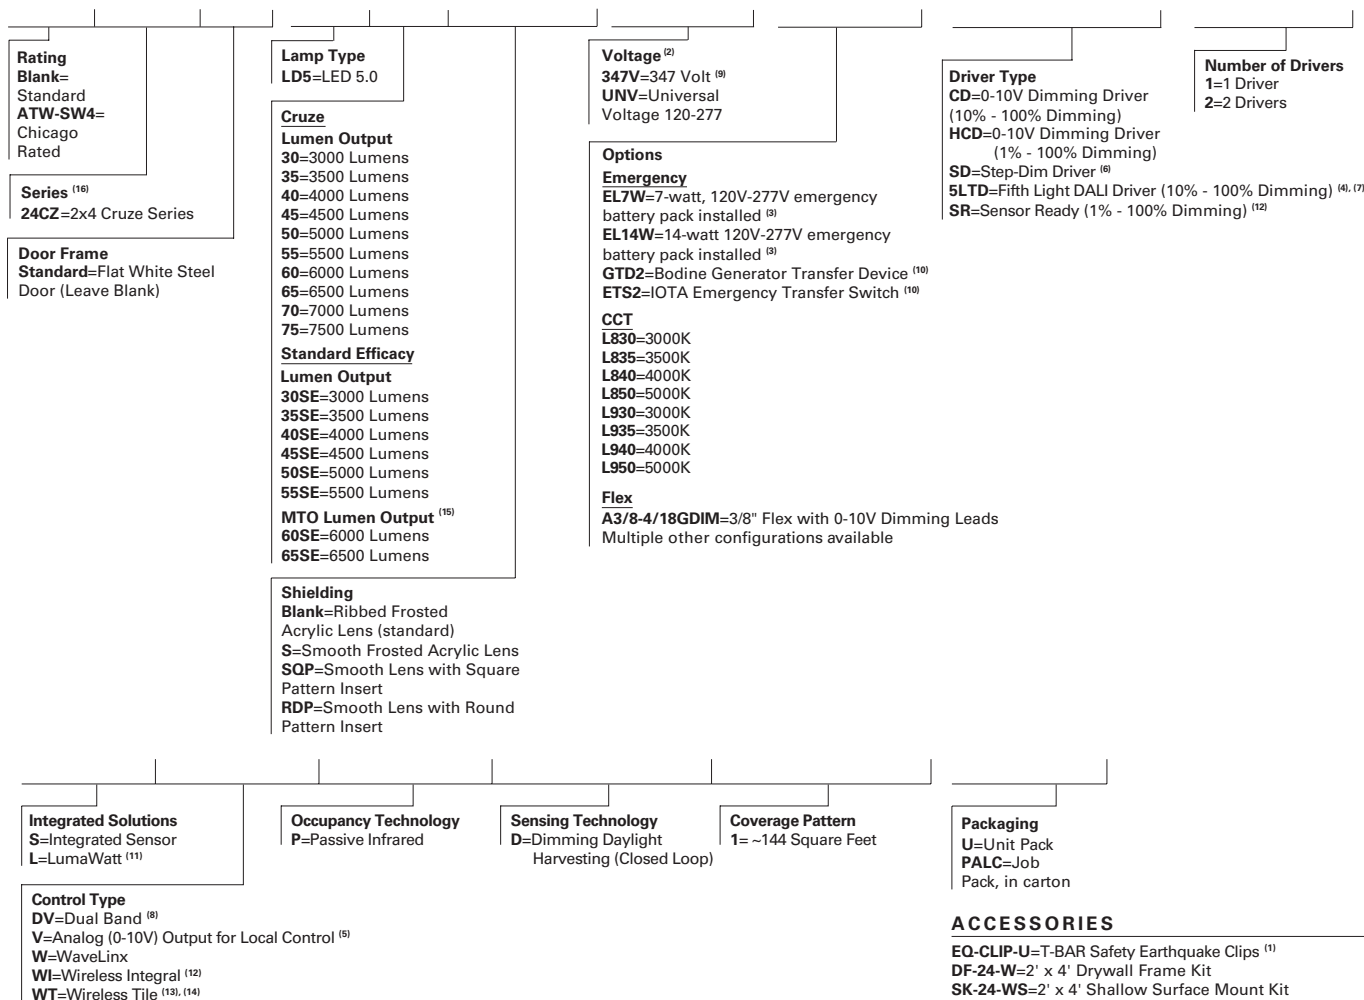 Rating
Blank=
Standard
ATW-SW4=
Chicago
Rated
Series (16)
24CZ=2x4 Cruze Series
Door Frame
Standard=Flat White Steel
Door (Leave Blank)
Lamp Type
LD5=LED 5.0
Cruze
Lumen Output
30=3000 Lumens
35=3500 Lumens
40=4000 Lumens
45=4500 Lumens
50=5000 Lumens
55=5500 Lumens
60=6000 Lumens
65=6500 Lumens
70=7000 Lumens
75=7500 Lumens
Standard Efficacy
Lumen Output
30SE=3000 Lumens
35SE=3500 Lumens
40SE=4000 Lumens
45SE=4500 Lumens
50SE=5000 Lumens
55SE=5500 Lumens
MTO Lumen Output (15)
60SE=6000 Lumens
65SE=6500 Lumens
Shielding
Blank=Ribbed Frosted
Acrylic Lens (standard)
S=Smooth Frosted Acrylic Lens
SQP=Smooth Lens with Square
Pattern Insert
RDP=Smooth Lens with Round
Pattern Insert
Voltage (2)
347V=347 Volt (9)
UNV=Universal
Voltage 120-277
Options
Emergency
EL7W=7-watt, 120V-277V emergency
battery pack installed (3)
EL14W=14-watt 120V-277V emergency
battery pack installed (3)
GTD2=Bodine Generator Transfer Device (10)
ETS2=IOTA Emergency Transfer Switch (10)
CCT
L830=3000K
L835=3500K
L840=4000K
L850=5000K
L930=3000K
L935=3500K
L940=4000K
L950=5000K
Flex
A3/8-4/18GDIM=3/8" Flex with 0-10V Dimming Leads
Multiple other configurations available
Driver Type
CD=0-10V Dimming Driver
(10% - 100% Dimming)
HCD=0-10V Dimming Driver
(1% - 100% Dimming)
SD=Step-Dim Driver (6)
5LTD=Fifth Light DALI Driver (10% - 100% Dimming) (4), (7)
SR=Sensor Ready (1% - 100% Dimming) (12)
Number of Drivers
1=1 Driver
2=2 Drivers
Integrated Solutions
S=Integrated Sensor
L=LumaWatt (11)
Control Type
DV=Dual Band (8)
V=Analog (0-10V) Output for Local Control (5)
W=WaveLinx
WI=Wireless Integral (12)
WT=Wireless Tile (13), (14)
Occupancy Technology
P=Passive Infrared
Sensing Technology
D=Dimming Daylight
Harvesting (Closed Loop)
Coverage Pattern
1= ~144 Square Feet
Packaging
U=Unit Pack
PALC=Job
Pack, in carton
ACCESSORIES
EQ-CLIP-U=T-BAR Safety Earthquake Clips (1)
DF-24-W=2' x 4' Drywall Frame Kit
SK-24-WS=2' x 4' Shallow Surface Mount Kit